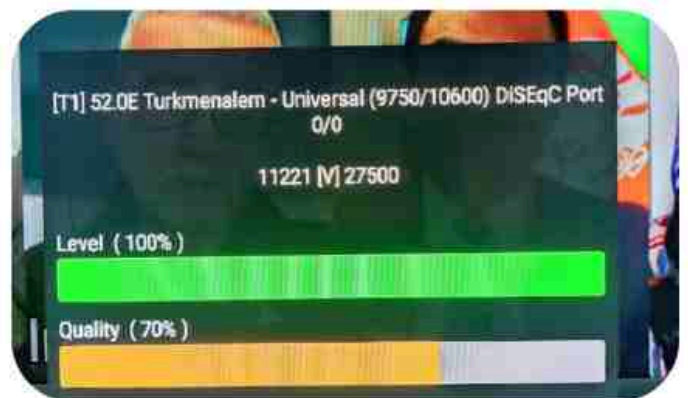 [T1] 52.0E Turkmenalem - Universal (9750/10600) DiSEqC Port
0/0
11221 [V] 27500
Level ( 100% )
Quality ( 70% )